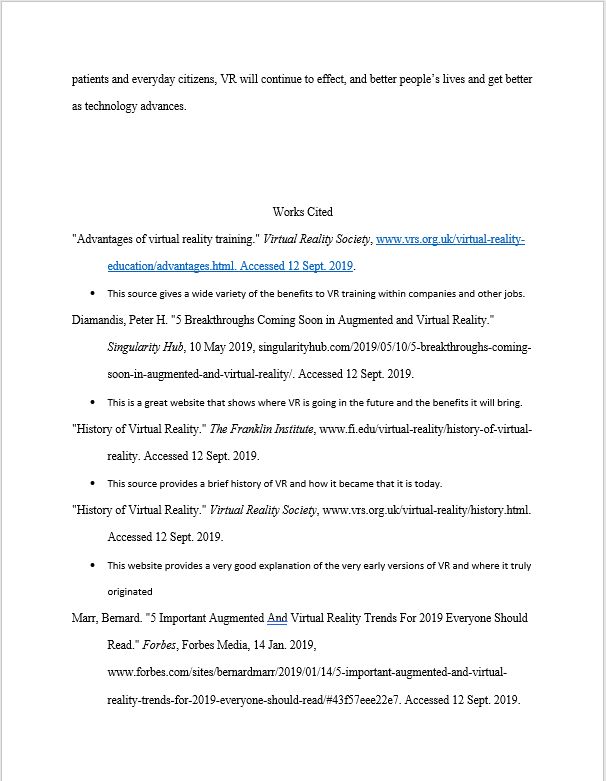 patients and everyday citizens, VR will continue to effect, and better people’s lives and get better
as technology advances.
Works Cited
"Advantages of virtual reality training." Virtual Reality Society, www.vrs.org.uk/virtual-reality-
education/advantages.html. Accessed 12 Sept. 2019.
• This source gives a wide variety of the benefits to VR training within companies and other jobs.
Diamandis, Peter H. "5 Breakthroughs Coming Soon in Augmented and Virtual Reality."
Singularity Hub, 10 May 2019, singularityhub.com/2019/05/10/5-breakthroughs-coming-
soon-in-augmented-and-virtual-reality/. Accessed 12 Sept. 2019.
• This is a great website that shows where VR is going in the future and the benefits it will bring.
"History of Virtual Reality." The Franklin Institute, www.fi.edu/virtual-reality/history-of-virtual-
reality. Accessed 12 Sept. 2019.
• This source provides a brief history of VR and how it became that it is today.
"History of Virtual Reality." Virtual Reality Society, www.vrs.org.uk/virtual-reality/history.html.
Accessed 12 Sept. 2019.
• This website provides a very good explanation of the very early versions of VR and where it truly
originated
Marr, Bernard. "5 Important Augmented And Virtual Reality Trends For 2019 Everyone Should
Read." Forbes, Forbes Media, 14 Jan. 2019,
www.forbes.com/sites/bernardmarr/2019/01/14/5-important-augmented-and-virtual-
reality-trends-for-2019-everyone-should-read/#43f57eee22e7. Accessed 12 Sept. 2019.